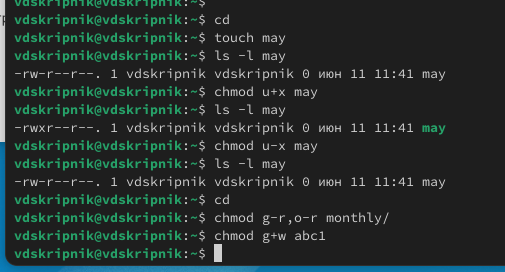 vdskripnik@vdskripnik:~$
vdskripnik@vdskripnik:~$ cd
vdskripnik@vdskripnik:~$ touch may
vdskripnik@vdskripnik:~$ ls -l may
-rw-r--r--. 1 vdskripnik vdskripnik 0 июн 11 11:41 may
vdskripnik@vdskripnik:~$ chmod u+x may
vdskripnik@vdskripnik:~$ ls -l may
-rwxr--r--. 1 vdskripnik vdskripnik 0 июн 11 11:41 may
vdskripnik@vdskripnik:~$ chmod u-x may
vdskripnik@vdskripnik:~$ ls -l may
-rw-r--r--. 1 vdskripnik vdskripnik 0 июн 11 11:41 may
vdskripnik@vdskripnik:~$ cd
vdskripnik@vdskripnik:~$ chmod g-r,o-r monthly/
vdskripnik@vdskripnik:~$ chmod g+w abc1
vdskripnik@vdskripnik:~$